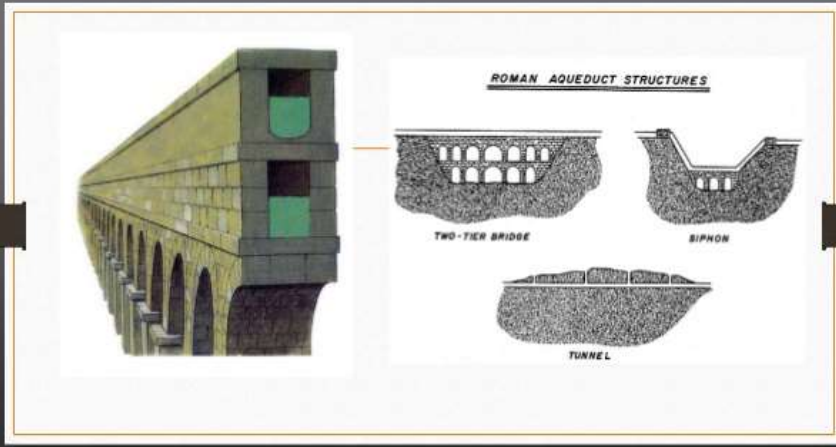 ROMAN AQUEDUCT STRUCTURES
TWO-TIER BRIDGE
SIPHON
TUNNEL